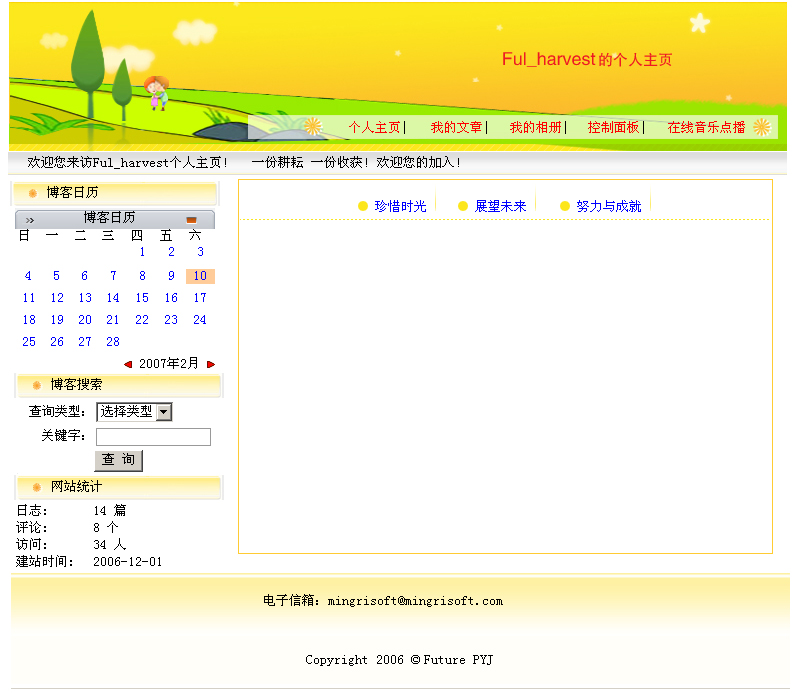 Ful_harvest的个人主页
个人主页| 我的文章| 我的相册| 控制面板| 在线音乐点播
欢迎您来访Ful_harvest个人主页! 一份耕耘 一份收获! 欢迎您的加入!
博客日历
珍惜时光 展望未来 努力与成就
>> 博客日历
日 一 二 三 四 五 六
1 2 3
4 5 6 7 8 9 10
11 12 13 14 15 16 17
18 19 20 21 22 23 24
25 26 27 28
2007年2月
博客搜索
查询类型: 选择类型
关键字:
查 询
网站统计
日志: 14 篇
评论: 8 个
访问: 34 人
建站时间: 2006-12-01
电子信箱: mingrisoft@mingrisoft.com
Copyright 2006 ©Future PYJ